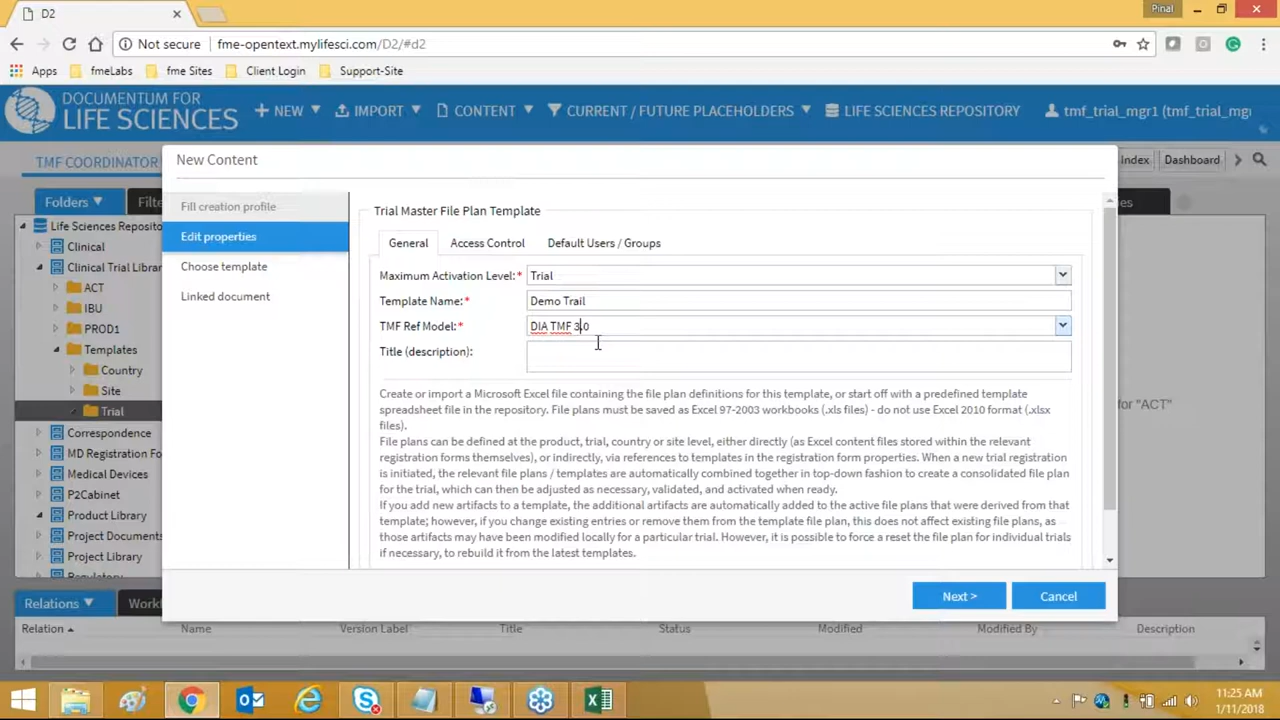 D2
Pinal
Not secure fme-opentext.mylifesci.com/D2/#d2
Apps fmeLabs fme Sites Client Login Support-Site
DOCUMENTUM FOR
LIFE SCIENCES
NEW IMPORT CONTENT CURRENT / FUTURE PLACEHOLDERS LIFE SCIENCES REPOSITORY tmf_trial_mgr1 (tmf_trial_mgr
TMF COORDINATOR
Index Dashboard
New Content
Folders
Life Sciences
Clinical
Clinical Trial
ACT
IBU
PROD1
Templates
Country
Site
Trial
Correspondence
MD Registration
Medical Devices
P2Cabinet
Product Library
Project Documents
Project Library
Regulatory
Fill creation profile
Edit properties
Choose template
Linked document
Trial Master File Plan Template
General Access Control Default Users / Groups
Maximum Activation Level:* Trial
Template Name:* Demo Trail
TMF Ref Model:* DIA TMF 3.0
Title (description):
Create or import a Microsoft Excel file containing the file plan definitions for this template, or start off with a predefined template
spreadsheet file in the repository. File plans must be saved as Excel 97-2003 workbooks (.xls files) - do not use Excel 2010 format (.xlsx
files).
File plans can be defined at the product, trial, country or site level, either directly (as Excel content files stored within the relevant
registration forms themselves), or indirectly, via references to templates in the registration form properties. When a new trial registration
is initiated, the relevant file plans / templates are automatically combined together in top-down fashion to create a consolidated file plan
for the trial, which can then be adjusted as necessary, validated, and activated when ready.
If you add new artifacts to a template, the additional artifacts are automatically added to the active file plans that were derived from that
template; however, if you change existing entries or remove them from the template file plan, this does not affect existing file plans, as
those artifacts may have been modified locally for a particular trial. However, it is possible to force a reset the file plan for individual trials
if necessary, to rebuild it from the latest templates.
for "ACT"
Next > Cancel
Relations
Relation Name Version Label Title Status Modified Modified By Description
11:25 AM
1/11/2018